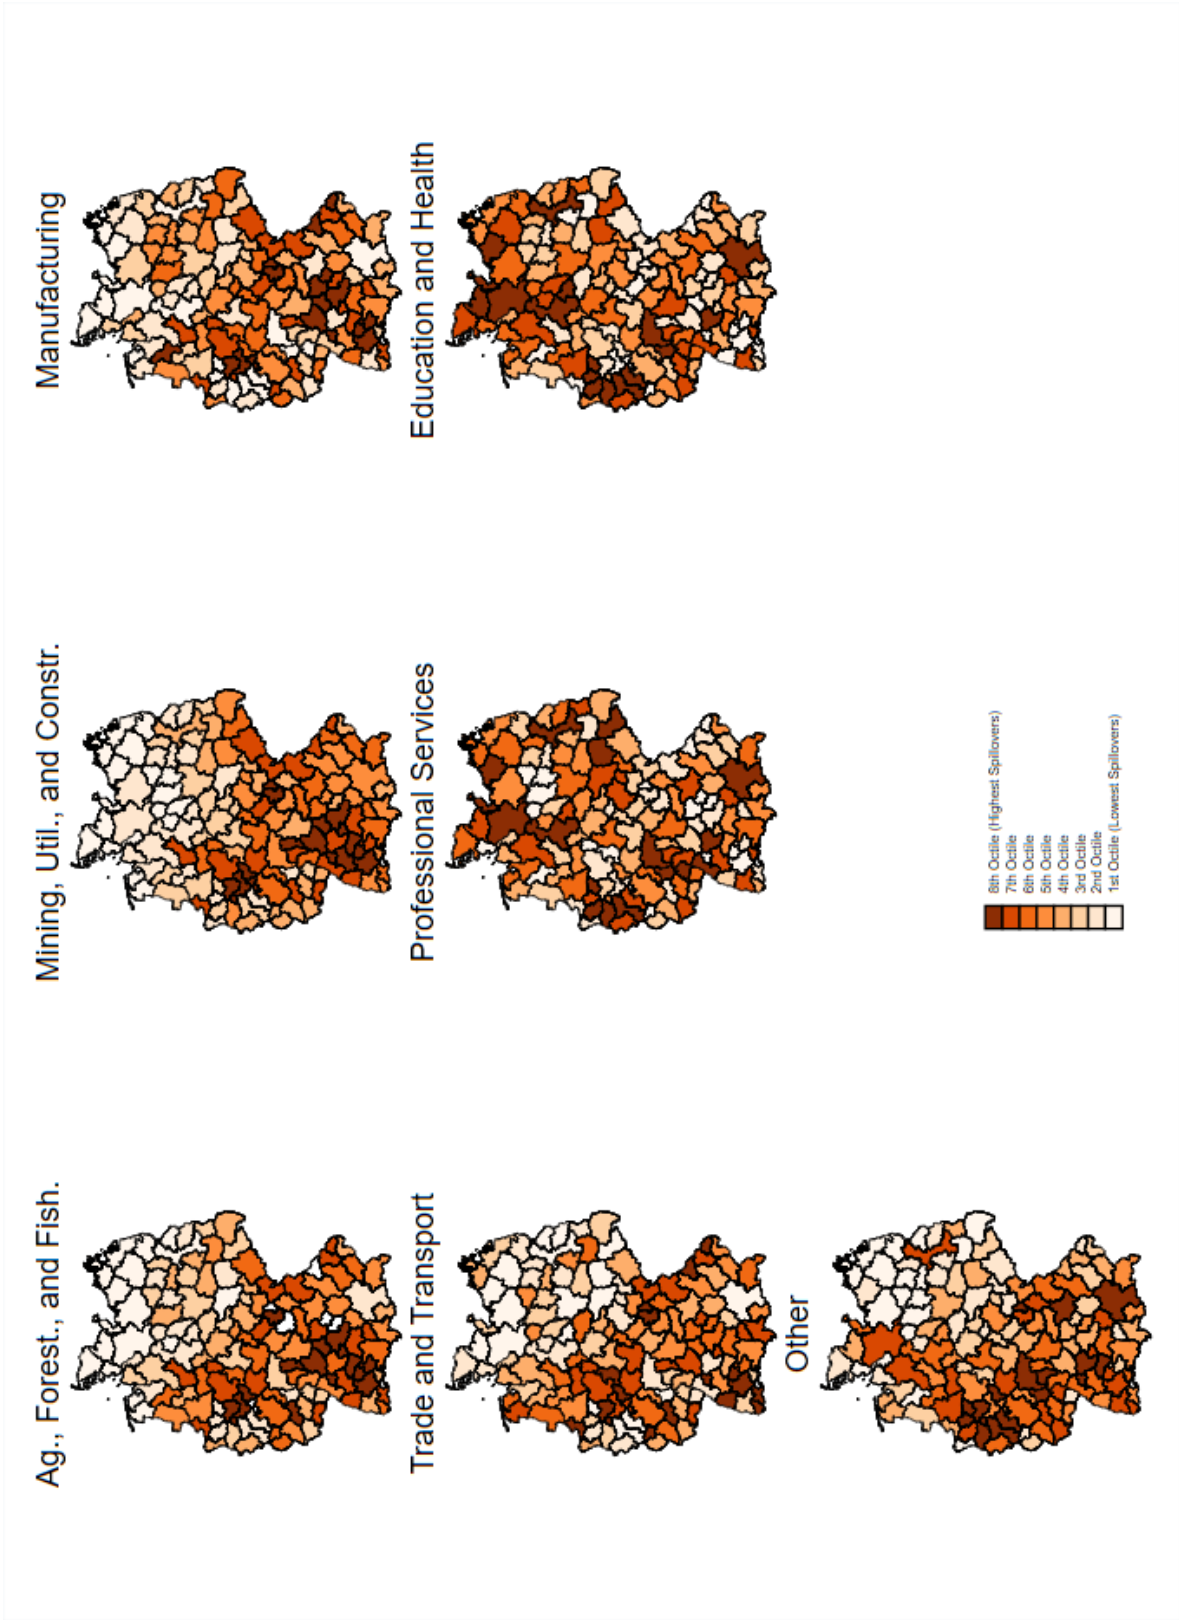 Ag., Forest., and Fish.
Mining, Util., and Constr.
Manufacturing
Trade and Transport
Professional Services
Education and Health
Other
8th Octile (Highest Spillovers)
7th Octile
6th Octile
5th Octile
4th Octile
3rd Octile
2nd Octile
1st Octile (Lowest Spillovers)